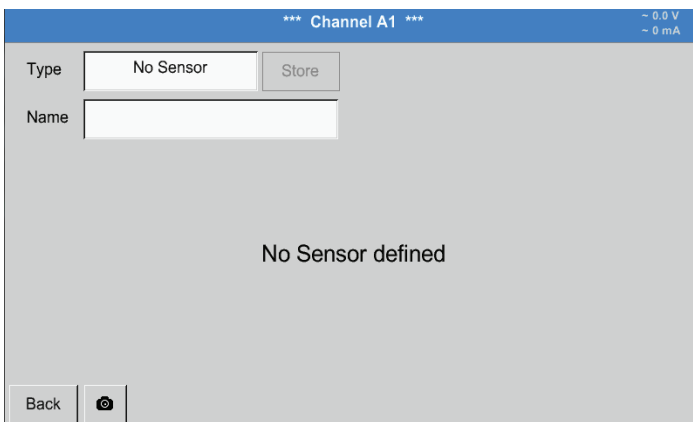 *** Channel A1 ***
~ 0.0 V
~ 0 mA
Type No Sensor Store
Name
No Sensor defined
Back